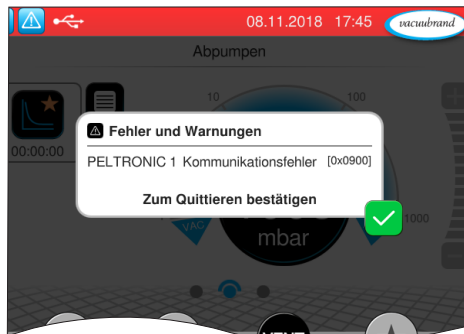 08.11.2018 17:45
vacuubrand
Abpumpen
10
100
00:00:00
Fehler und Warnungen
PELTRONIC 1 Kommunikationsfehler [0x0900]
Zum Quittieren bestätigen
VAC
1000
mbar